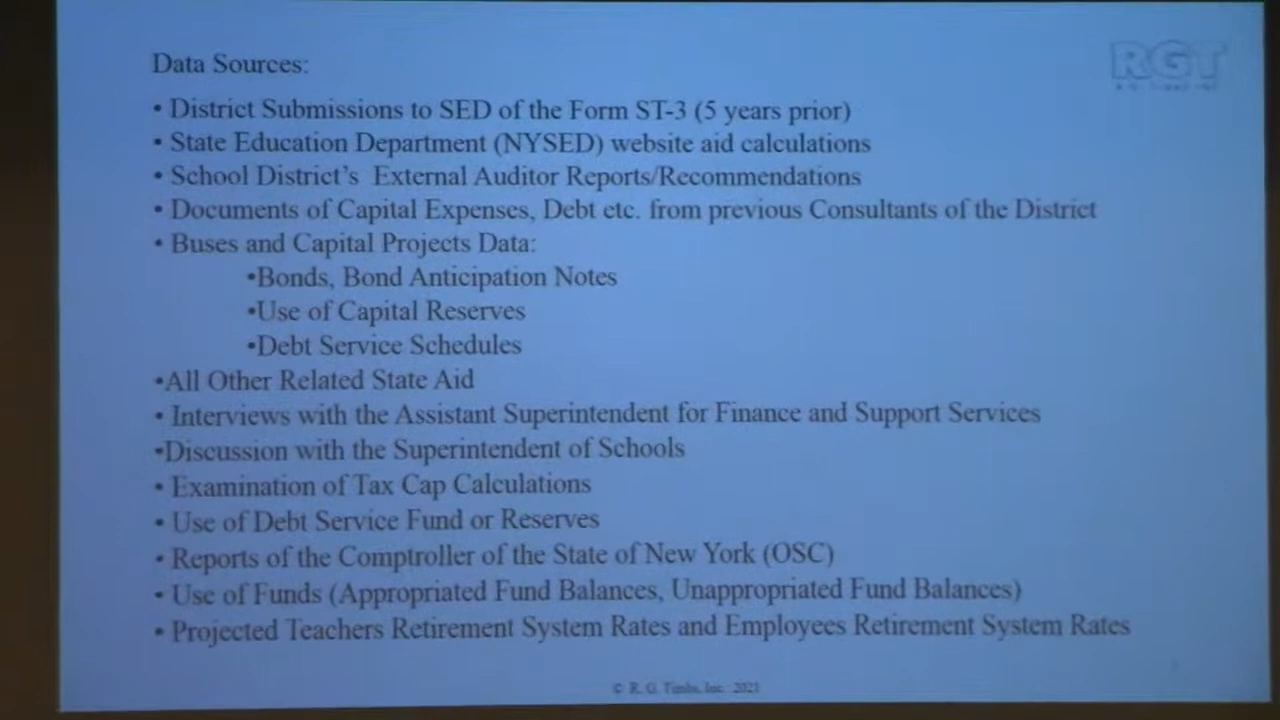 RGT
Data Sources:
• District Submissions to SED of the Form ST-3 (5 years prior)
• State Education Department (NYSED) website aid calculations
• School District's External Auditor Reports/Recommendations
• Documents of Capital Expenses, Debt etc. from previous Consultants of the District
• Buses and Capital Projects Data:
•Bonds, Bond Anticipation Notes
•Use of Capital Reserves
•Debt Service Schedules
•All Other Related State Aid
• Interviews with the Assistant Superintendent for Finance and Support Services
•Discussion with the Superintendent of Schools
• Examination of Tax Cap Calculations
• Use of Debt Service Fund or Reserves
• Reports of the Comptroller of the State of New York (OSC)
• Use of Funds (Appropriated Fund Balances, Unappropriated Fund Balances)
• Projected Teachers Retirement System Rates and Employees Retirement System Rates
© R. G. Timbs, Inc. 2021